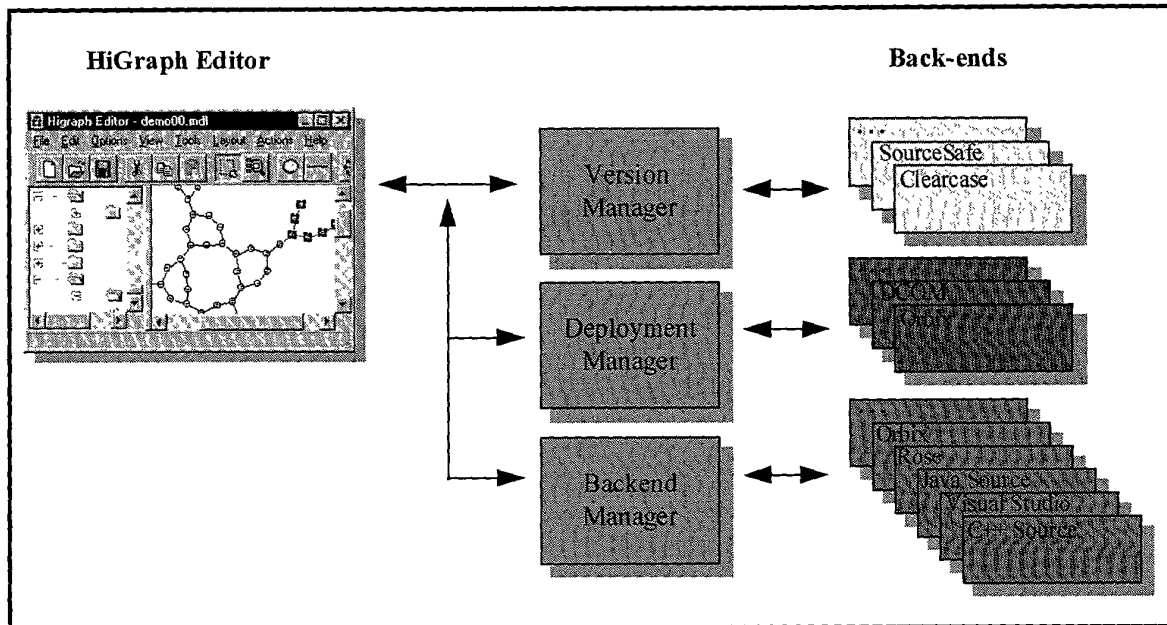 HiGraph Editor
Back-ends
Higraph Editor - demo00.mdl
File Edit Options View Tools Layout Actions Help
Version
Manager
Deployment
Manager
Backend
Manager
SourceSafe
Clearcase
DCOM
Orbix
Orbix
Rose
Java Source
Visual Studio
C++ Source